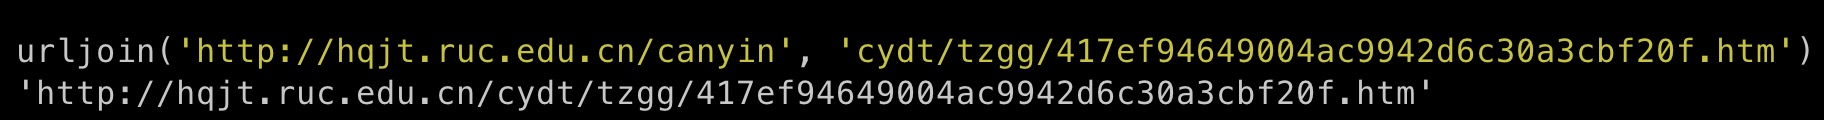 urljoin('http://hqjt.ruc.edu.cn/canyin', 'cydt/tzgg/417ef94649004ac9942d6c30a3cbf20f.htm')
'http://hqjt.ruc.edu.cn/cydt/tzgg/417ef94649004ac9942d6c30a3cbf20f.htm'